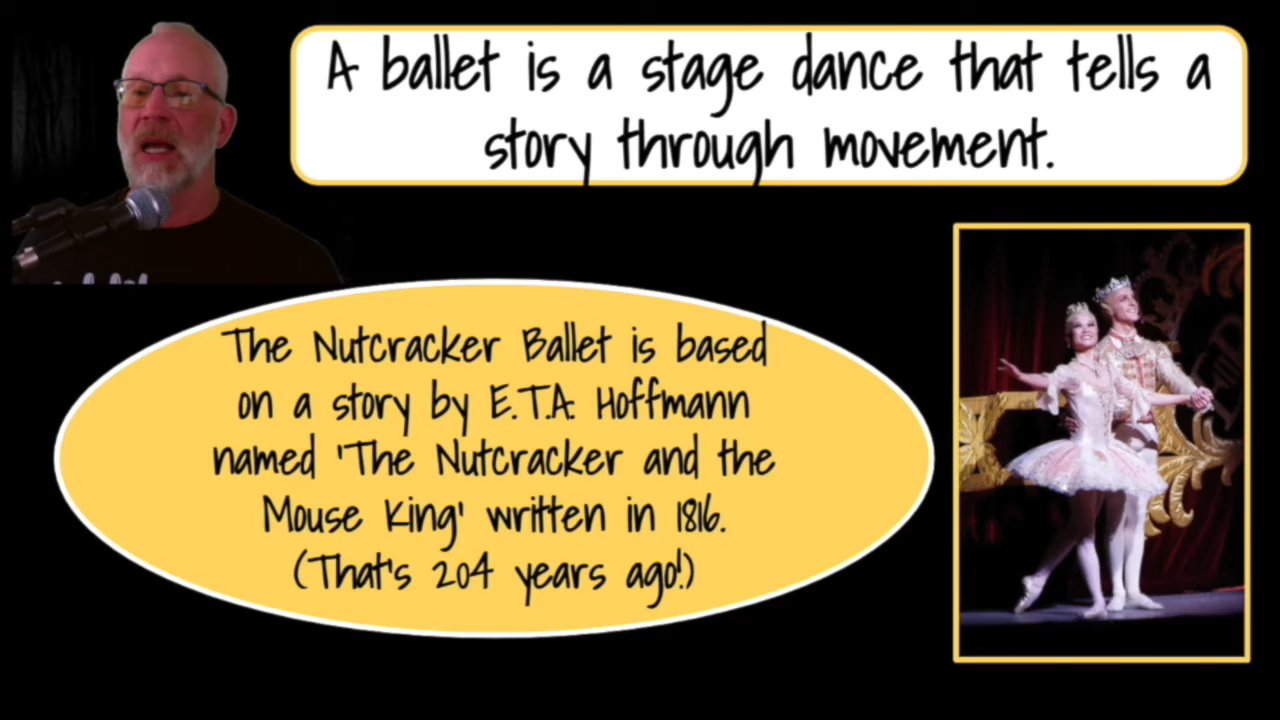 A ballet is a stage dance that tells a
story through movement.
The Nutcracker Ballet is based
on a story by E.T.A. Hoffmann
named 'The Nutcracker and the
Mouse King' written in 1816.
(That's 204 years ago!)